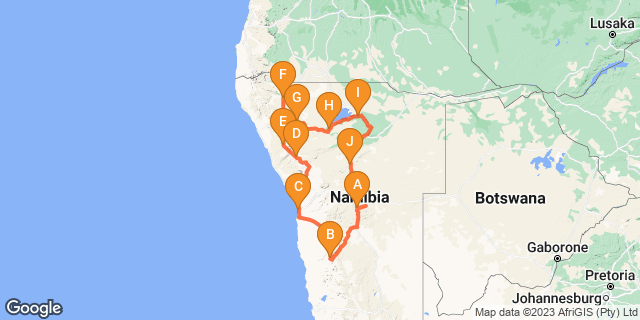 Lusaka
F
G
I
H
E
D
J
C
A
Namibia
Botswana
B
Gaborone
Pretoria
Johannesburg
Google
Map data ©2023 AfriGIS (Pty) Ltd